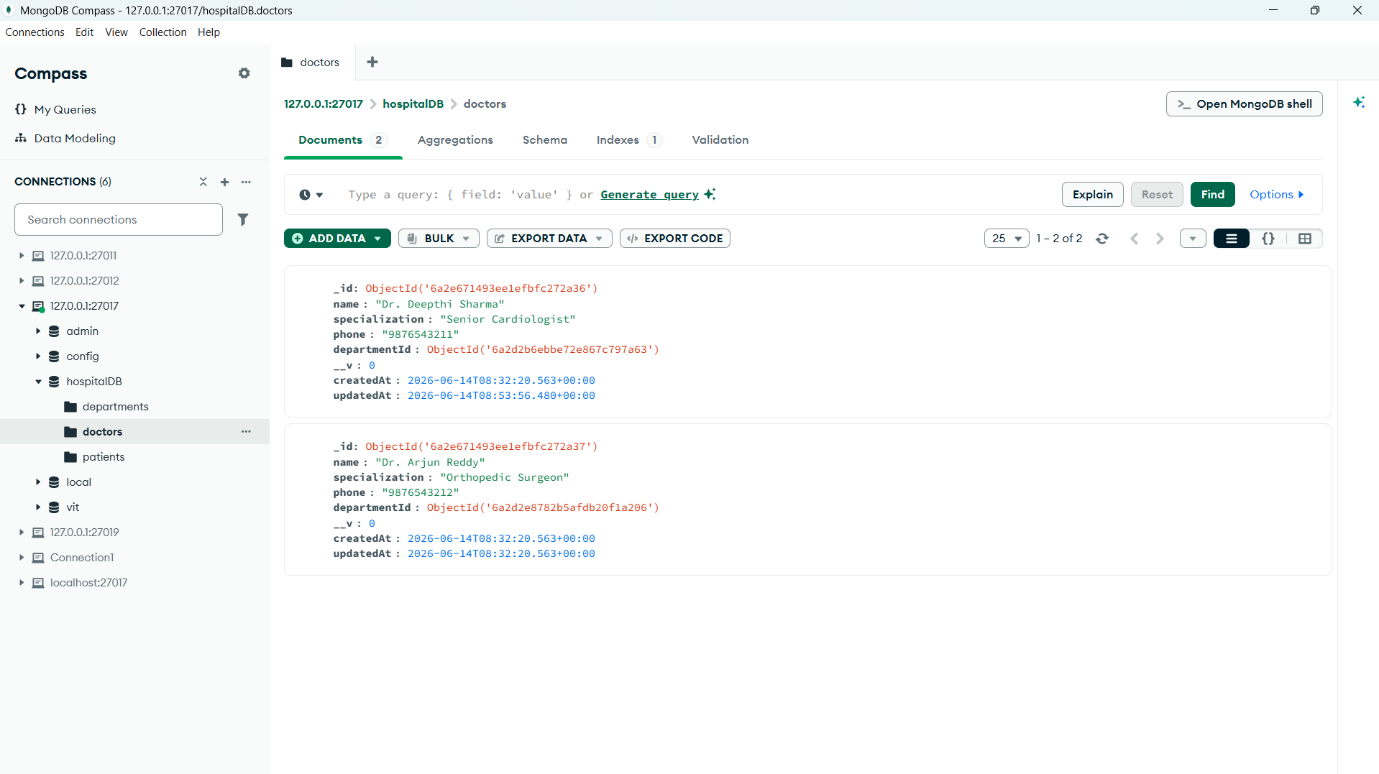 MongoDB Compass - 127.0.0.1:27017/hospitalDB.doctors
Connections Edit View Collection Help
Compass
My Queries
Data Modeling
CONNECTIONS (6)
Search connections
127.0.0.1:27011
127.0.0.1:27012
127.0.0.1:27017
admin
config
hospitalDB
departments
doctors
patients
local
vit
127.0.0.1:27019
Connection1
localhost:27017
doctors
127.0.0.1:27017 > hospitalDB > doctors
>_ Open MongoDB shell
Documents 2 Aggregations Schema Indexes 1 Validation
Type a query: { field: 'value' } or Generate query
Explain Reset Find Options
ADD DATA BULK EXPORT DATA EXPORT CODE
25 1 – 2 of 2
_id: ObjectId('6a2e671493ee1efbfc272a36')
name : "Dr. Deepthi Sharma"
specialization : "Senior Cardiologist"
phone : "9876543211"
departmentId : ObjectId('6a2d2b6ebbe72e867c797a63')
__v : 0
createdAt : 2026-06-14T08:32:20.563+00:00
updatedAt : 2026-06-14T08:53:56.480+00:00
_id: ObjectId('6a2e671493ee1efbfc272a37')
name : "Dr. Arjun Reddy"
specialization : "Orthopedic Surgeon"
phone : "9876543212"
departmentId : ObjectId('6a2d2e8782b5afdb20f1a206')
__v : 0
createdAt : 2026-06-14T08:32:20.563+00:00
updatedAt : 2026-06-14T08:32:20.563+00:00